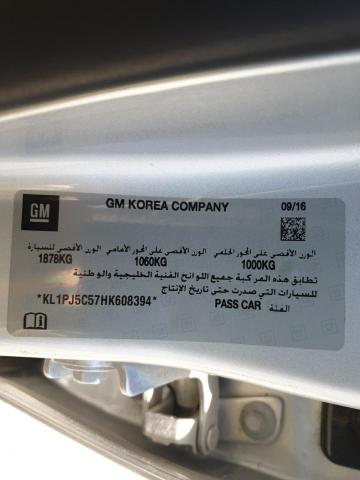 GM
GM KOREA COMPANY
09/16
الوزن الأقصى على المحور الخلفي الوزن الأقصى على المحور الأمامي الوزن الأقصى للسيارة
1878KG 1060KG 1000KG
تطابق هذه المركبة جميع اللوائح الفنية الخليجية والوطنية
للسيارات التي صدرت حتى تاريخ الإنتاج
*KL1PJ5C57HK608394*
PASS CAR الفئة